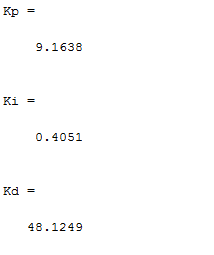 Kp =
9.1638
Ki =
0.4051
Kd =
48.1249